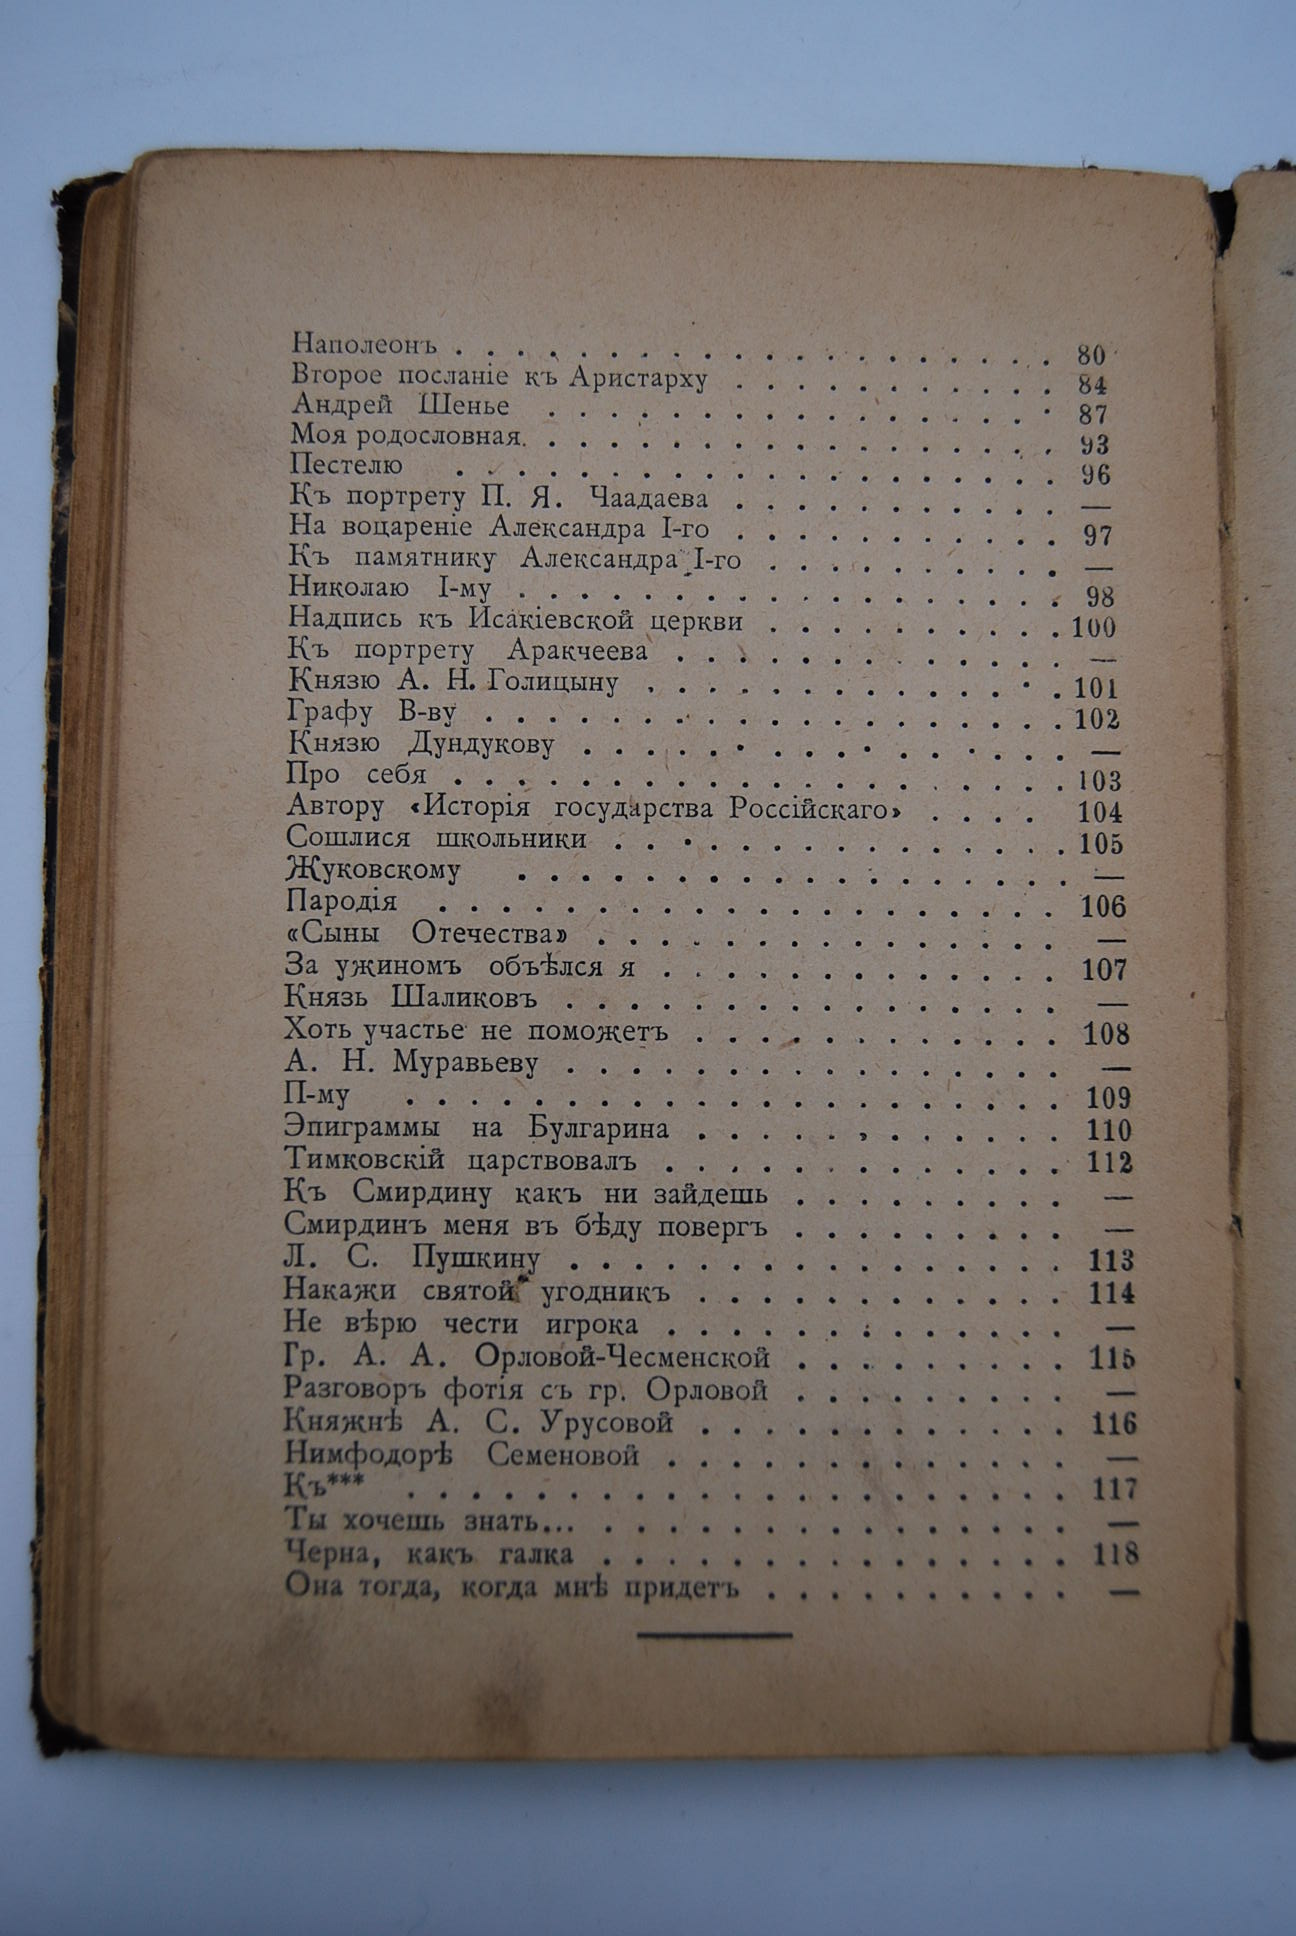 Наполеонъ . . . . . . . . . . . . . . . . . . . 80
Второе посланіе къ Аристарху . . . . . . . . . . 84
Андрей Шенье . . . . . . . . . . . . . . . . 87
Моя родословная. . . . . . . . . . . . . . . . . 93
Пестелю . . . . . . . . . . . . . . . . . . . 96
Къ портрету П. Я. Чаадаева . . . . . . . . . . . —
На воцареніе Александра I-го . . . . . . . . . . . 97
Къ памятнику Александра I-го . . . . . . . . . . —
Николаю I-му . . . . . . . . . . . . . . . . . . 98
Надпись къ Исакіевской церкви . . . . . . . . . . 100
Къ портрету Аракчеева . . . . . . . . . . . . . —
Князю А. Н. Голицыну . . . . . . . . . . . . . . 101
Графу В-ву . . . . . . . . . . . . . . . . . . . 102
Князю Дундукову . . . . . . . . . . . . . . . . —
Про себя . . . . . . . . . . . . . . . . . . . . 103
Автору «Исторія государства Россійскаго» . . . . 104
Сошлися школьники . . . . . . . . . . . . . . . 105
Жуковскому . . . . . . . . . . . . . . . . . . —
Пародія . . . . . . . . . . . . . . . . . . . . 106
«Сыны Отечества» . . . . . . . . . . . . . . . —
За ужиномъ объѣлся я . . . . . . . . . . . . . 107
Князь Шаликовъ . . . . . . . . . . . . . . . . —
Хоть участье не поможетъ . . . . . . . . . . . . 108
А. Н. Муравьеву . . . . . . . . . . . . . . . . —
П-му . . . . . . . . . . . . . . . . . . . . . 109
Эпиграммы на Булгарина . . . . . . . . . . . . 110
Тимковскій царствовалъ . . . . . . . . . . . . . 112
Къ Смирдину какъ ни зайдешь . . . . . . . . . —
Смирдинъ меня въ бѣду повергъ . . . . . . . . . —
Л. С. Пушкину . . . . . . . . . . . . . . . . 113
Накажи святой угодникъ . . . . . . . . . . . . 114
Не вѣрю чести игрока . . . . . . . . . . . . . —
Гр. А. А. Орловой-Чесменской . . . . . . . . . 115
Разговоръ фотія съ гр. Орловой . . . . . . . . . —
Княжнѣ А. С. Урусовой . . . . . . . . . . . . 116
Нимфодорѣ Семеновой . . . . . . . . . . . . . —
Къ*** . . . . . . . . . . . . . . . . . . . . . 117
Ты хочешь знать... . . . . . . . . . . . . . . . —
Черна, какъ галка . . . . . . . . . . . . . . . 118
Она тогда, когда мнѣ придетъ . . . . . . . . . . —